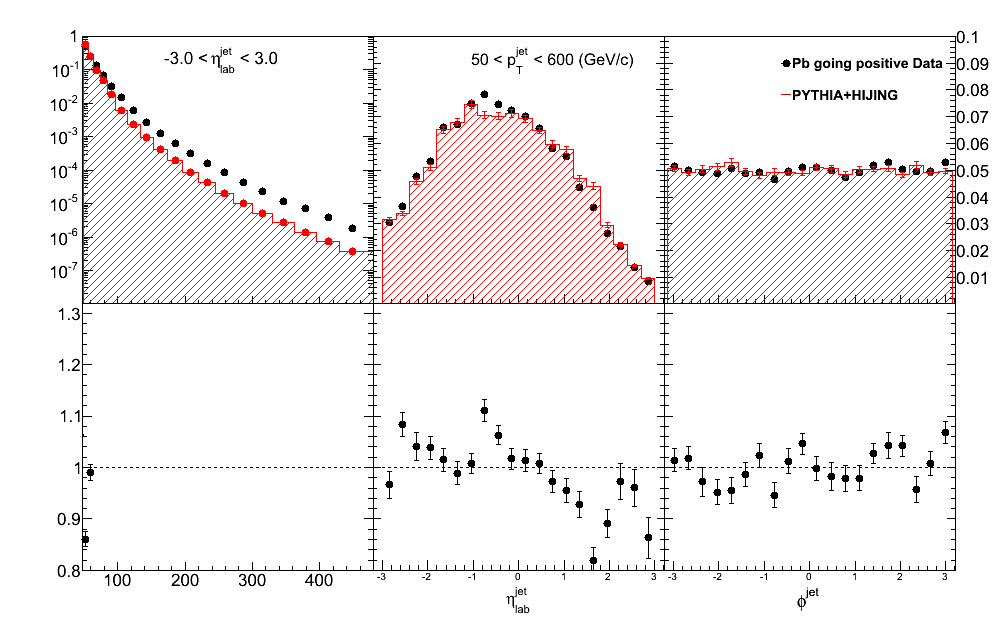 -3.0 < η^jet_lab < 3.0
50 < p^jet_T < 600 (GeV/c)
Pb going positive Data
PYTHIA+HIJING
1
10^-1
10^-2
10^-3
10^-4
10^-5
10^-6
10^-7
0.1
0.09
0.08
0.07
0.06
0.05
0.04
0.03
0.02
0.01
1.3
1.2
1.1
1
0.9
0.8
100 200 300 400
-3 -2 -1 0 1 2 3
-3 -2 -1 0 1 2 3
η^jet_lab
ϕ^jet